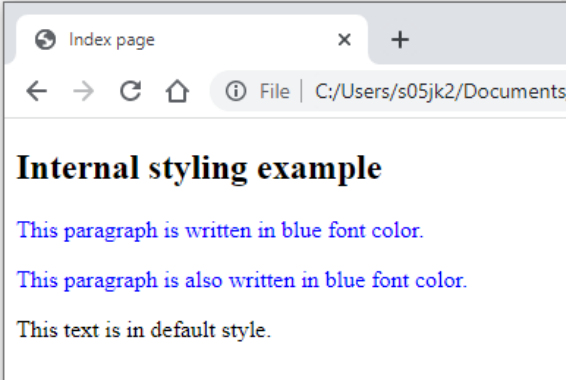 Index page
File
C:/Users/s05jk2/Documents
Internal styling example
This paragraph is written in blue font color.
This paragraph is also written in blue font color.
This text is in default style.